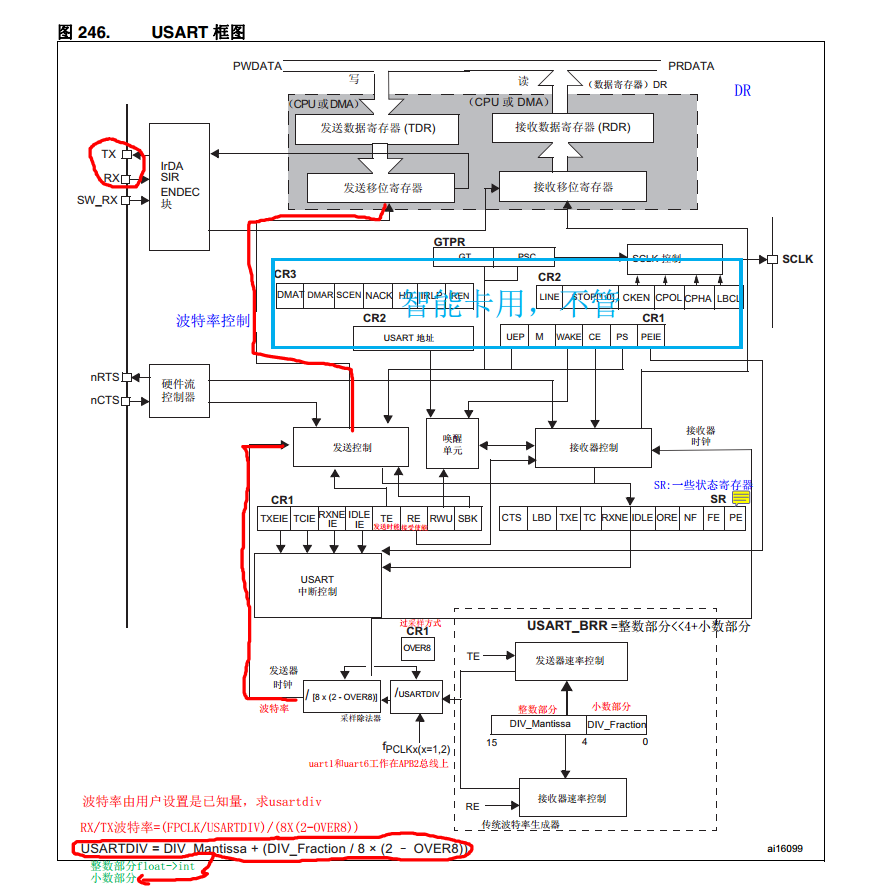 图 246. USART 框图
PWDATA
PRDATA
写
读
(数据寄存器) DR
DR
(CPU 或 DMA)
(CPU 或 DMA)
发送数据寄存器 (TDR)
接收数据寄存器 (RDR)
发送移位寄存器
接收移位寄存器
TX
RX
SW_RX
IrDA
SIR
ENDEC
块
GTPR
GT PSC
SCLK 控制
SCLK
CR3
DMAT DMAR SCEN NACK HD IRLP IREN
CR2
LINE STOP[1:0] CKEN CPOL CPHA LBCL
智能卡用，不管
波特率控制
CR2
USART 地址
CR1
UEP M WAKE CE PS PEIE
nRTS
nCTS
硬件流
控制器
发送控制
唤醒
单元
接收器控制
接收器
时钟
SR:一些状态寄存器
CR1
TXEIE TCIE RXNE IE IDLE IE TE RE RWU SBK
发送使能 接受使能
SR
CTS LBD TXE TC RXNE IDLE ORE NF FE PE
USART
中断控制
过采样方式
CR1
OVER8
USART_BRR =整数部分<<4+小数部分
TE
发送器速率控制
发送器
时钟
波特率
/ [8 x (2 - OVER8)]
采样除法器
/USARTDIV
整数部分
小数部分
DIV_Mantissa DIV_Fraction
15 4 0
fPCLKx(x=1,2)
uart1和uart6工作在APB2总线上
RE
接收器速率控制
传统波特率生成器
波特率由用户设置是已知量，求usartdiv
RX/TX波特率=(FPCLK/USARTDIV)/(8X(2-OVER8))
USARTDIV = DIV_Mantissa + (DIV_Fraction / 8 × (2 – OVER8))
ai16099
整数部分float->int
小数部分